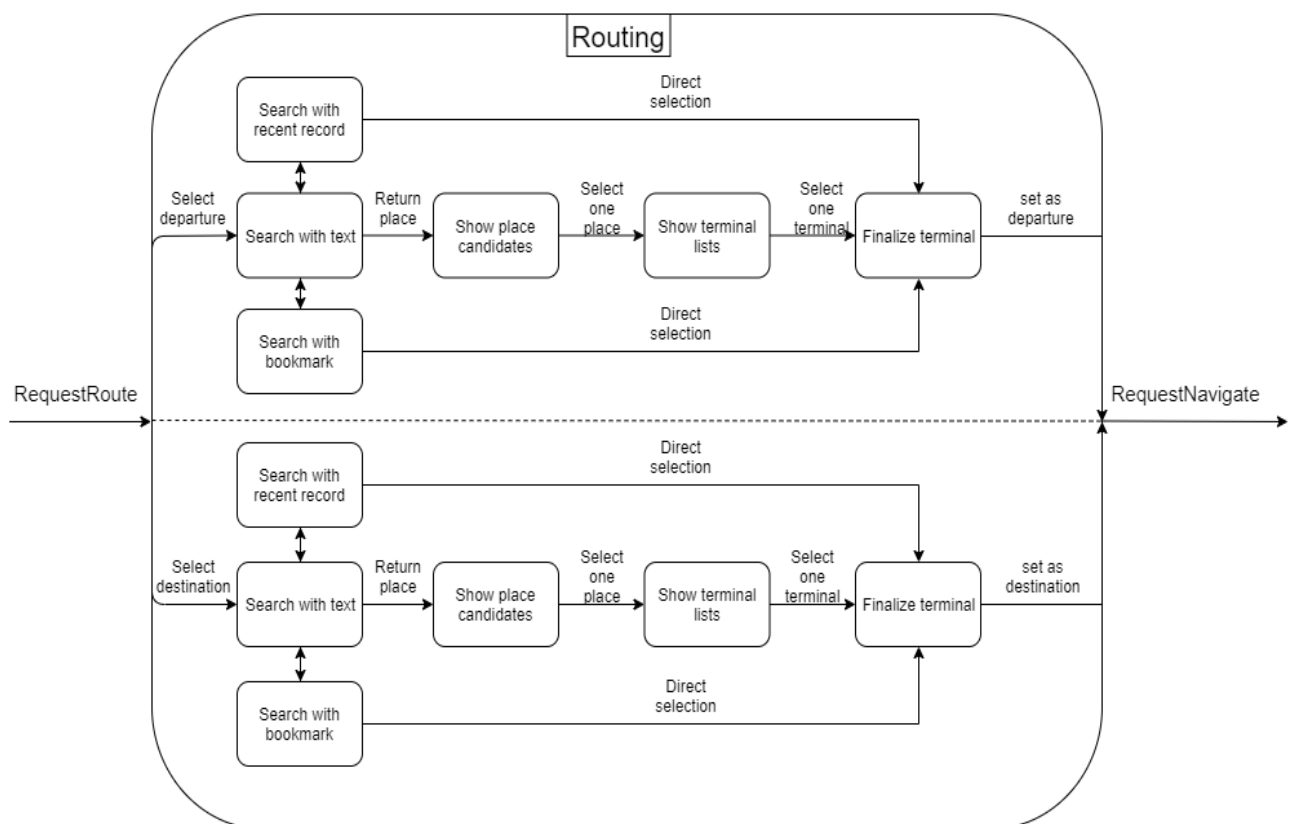 Routing
Direct
selection
Search with
recent record
Select
departure
Search with text
Return
place
Show place
candidates
Select
one
place
Show terminal
lists
Select
one
terminal
Finalize terminal
set as
departure
Search with
bookmark
Direct
selection
RequestRoute
RequestNavigate
Search with
recent record
Direct
selection
Select
destination
Search with text
Return
place
Show place
candidates
Select
one
place
Show terminal
lists
Select
one
terminal
Finalize terminal
set as
destination
Search with
bookmark
Direct
selection